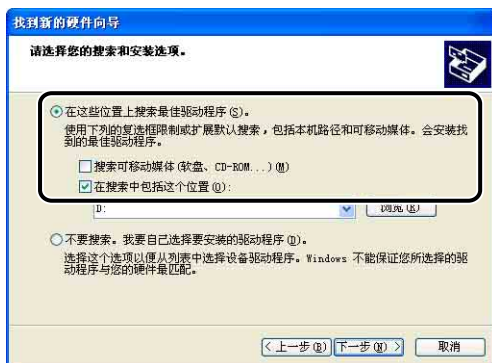 找到新的硬件向导
请选择您的搜索和安装选项。
在这些位置上搜索最佳驱动程序(S)。
使用下列的复选框限制或扩展默认搜索，包括本机路径和可移动媒体。会安装找
到的最佳驱动程序。
搜索可移动媒体(软盘、CD-ROM...)(M)
在搜索中包括这个位置(O):
D:
浏览(R)
不要搜索。我要自己选择要安装的驱动程序(D)。
选择这个选项以便从列表中选择设备驱动程序。Windows 不能保证您所选择的驱
动程序与您的硬件最匹配。
<上一步(B) 下一步(N)> 取消